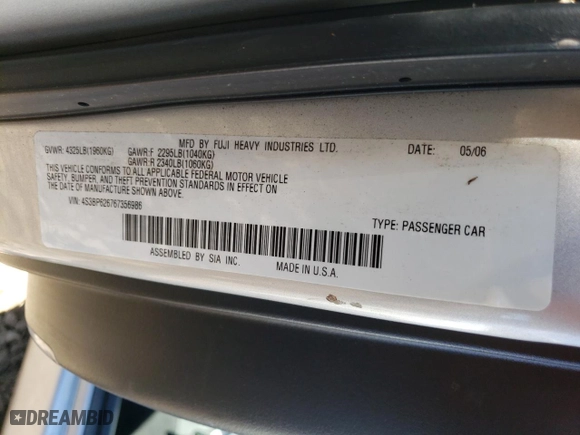 MFD BY FUJI HEAVY INDUSTRIES LTD. DATE: 05/06
GVWR: 4325LB(1960KG) GAWR:F 2295LB(1040KG)
GAWR:R 2340LB(1060KG)
THIS VEHICLE CONFORMS TO ALL APPLICABLE FEDERAL MOTOR VEHICLE
SAFETY, BUMPER, AND THEFT PREVENTION STANDARDS IN EFFECT ON
THE DATE OF MANUFACTURE SHOWN ABOVE.
VIN: 4S3BP626767356986 TYPE: PASSENGER CAR
ASSEMBLED BY SIA INC. MADE IN U.S.A.
DREAMBID